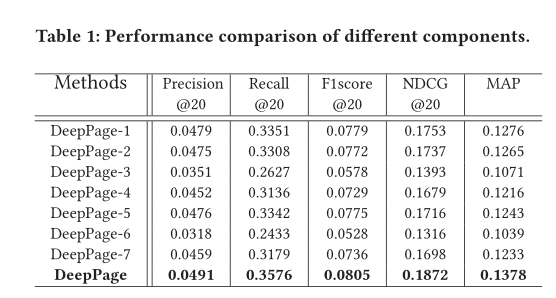 Table 1: Performance comparison of different components.
Methods Precision @20 Recall @20 F1score @20 NDCG @20 MAP
DeepPage-1 0.0479 0.3351 0.0779 0.1753 0.1276
DeepPage-2 0.0475 0.3308 0.0772 0.1737 0.1265
DeepPage-3 0.0351 0.2627 0.0578 0.1393 0.1071
DeepPage-4 0.0452 0.3136 0.0729 0.1679 0.1216
DeepPage-5 0.0476 0.3342 0.0775 0.1716 0.1243
DeepPage-6 0.0318 0.2433 0.0528 0.1316 0.1039
DeepPage-7 0.0459 0.3179 0.0736 0.1698 0.1233
DeepPage 0.0491 0.3576 0.0805 0.1872 0.1378